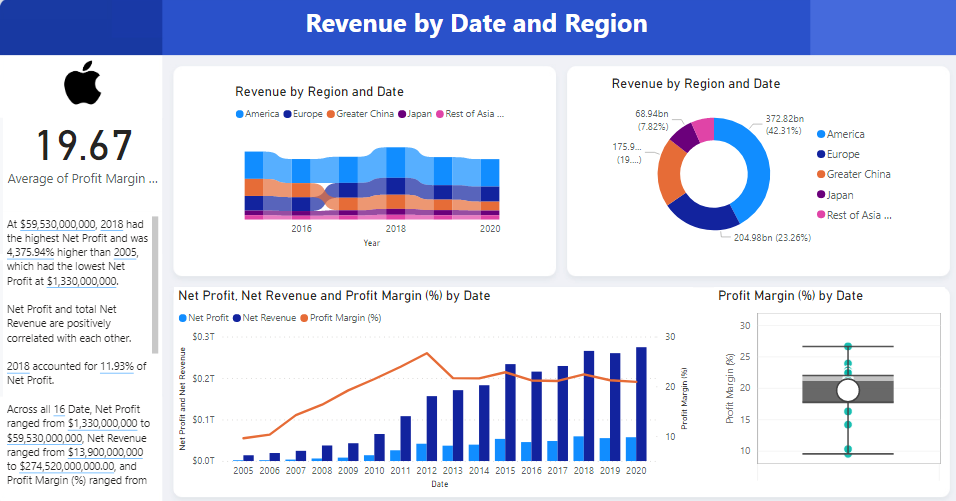 Revenue by Date and Region
19.67
Average of Profit Margin ...
At $59,530,000,000, 2018 had
the highest Net Profit and was
4,375.94% higher than 2005,
which had the lowest Net
Profit at $1,330,000,000.
Net Profit and total Net
Revenue are positively
correlated with each other.
2018 accounted for 11.93% of
Net Profit.
Across all 16 Date, Net Profit
ranged from $1,330,000,000 to
$59,530,000,000, Net Revenue
ranged from $13,900,000,000
to $274,520,000,000.00, and
Profit Margin (%) ranged from
Revenue by Region and Date
America Europe Greater China Japan Rest of Asia ...
2016 2018 2020
Year
Revenue by Region and Date
68.94bn
(7.82%)
372.82bn
(42.31%)
175.9...
(19....)
204.98bn (23.26%)
America
Europe
Greater China
Japan
Rest of Asia ...
Net Profit, Net Revenue and Profit Margin (%) by Date
Net Profit Net Revenue Profit Margin (%)
Net Profit and Net Revenue
$0.3T
$0.2T
$0.1T
$0.0T
30
20
10
Profit Margin (%)
2005 2006 2007 2008 2009 2010 2011 2012 2013 2014 2015 2016 2017 2018 2019 2020
Date
Profit Margin (%) by Date
Profit Margin (%)
30
25
20
15
10